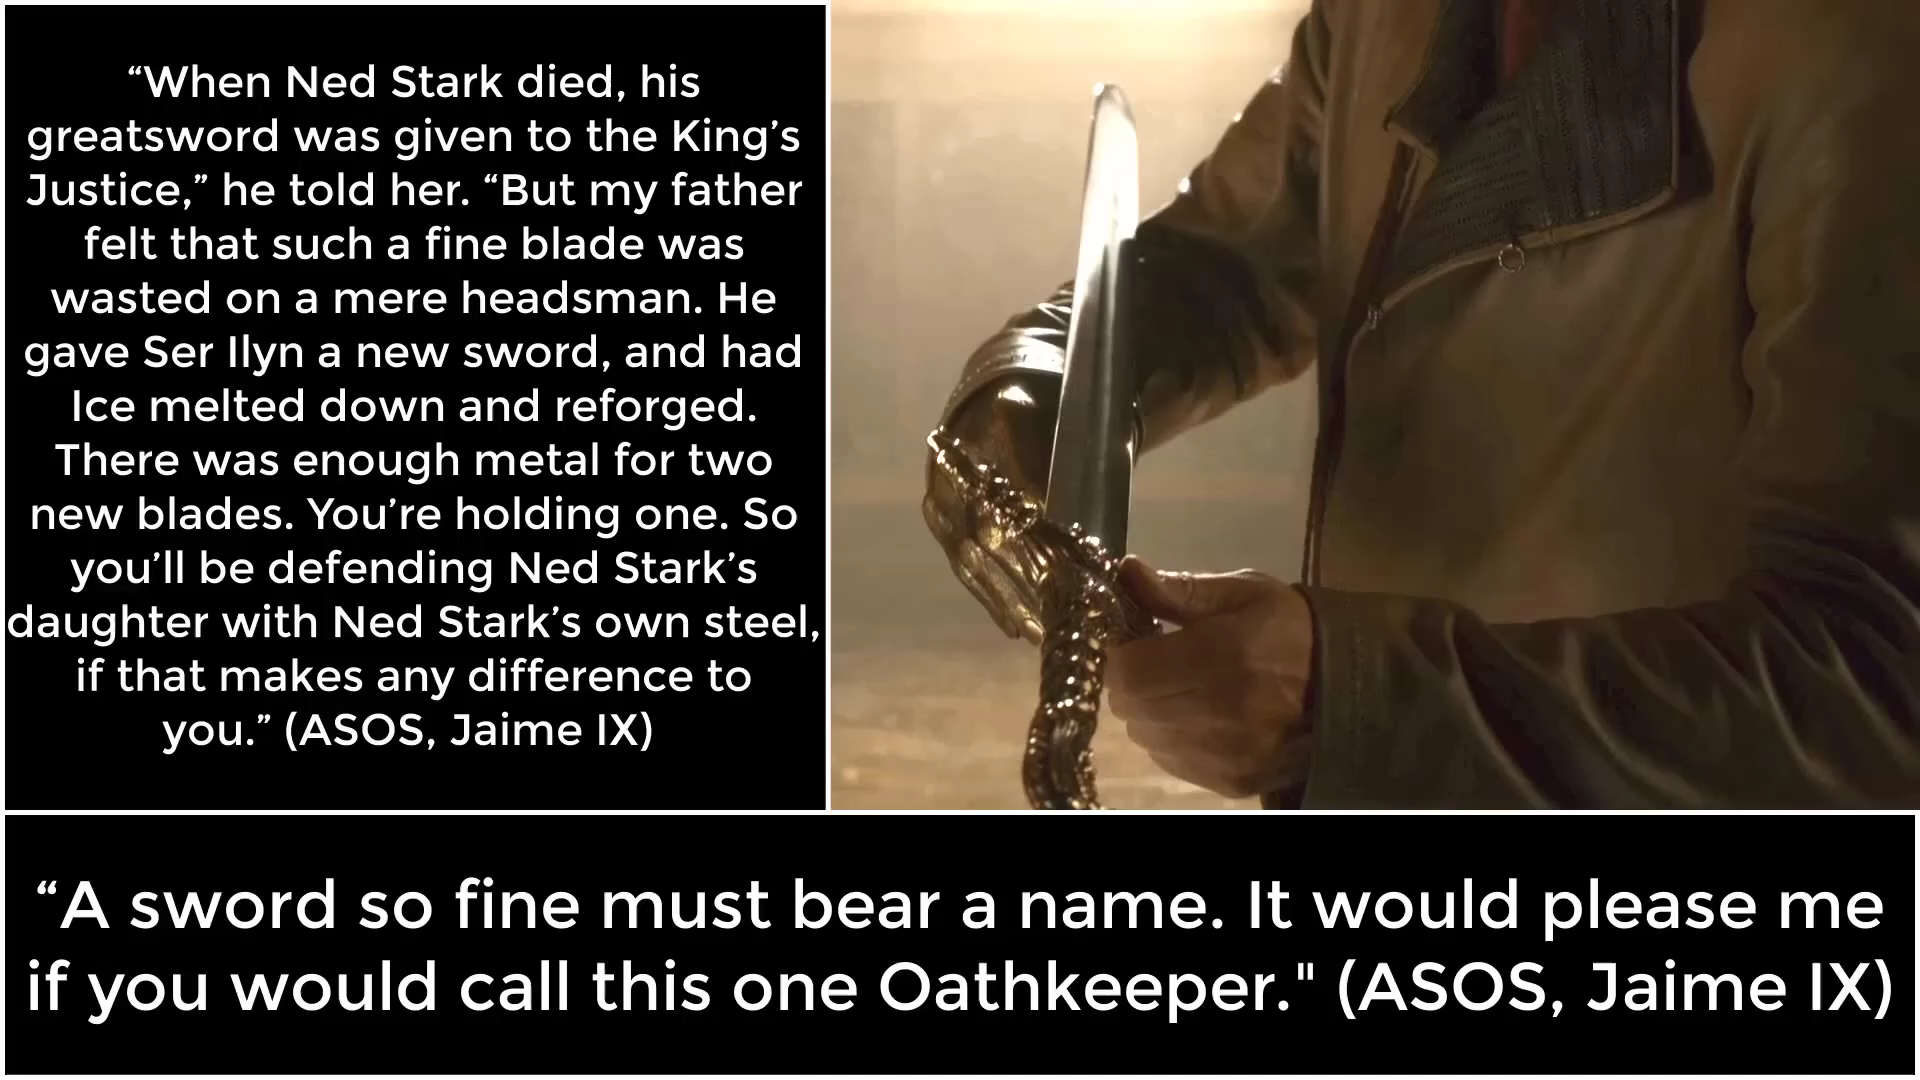 “When Ned Stark died, his
greatsword was given to the King’s
Justice,” he told her. “But my father
felt that such a fine blade was
wasted on a mere headsman. He
gave Ser Ilyn a new sword, and had
Ice melted down and reforged.
There was enough metal for two
new blades. You’re holding one. So
you’ll be defending Ned Stark’s
daughter with Ned Stark’s own steel,
if that makes any difference to
you.” (ASOS, Jaime IX)
“A sword so fine must bear a name. It would please me
if you would call this one Oathkeeper." (ASOS, Jaime IX)